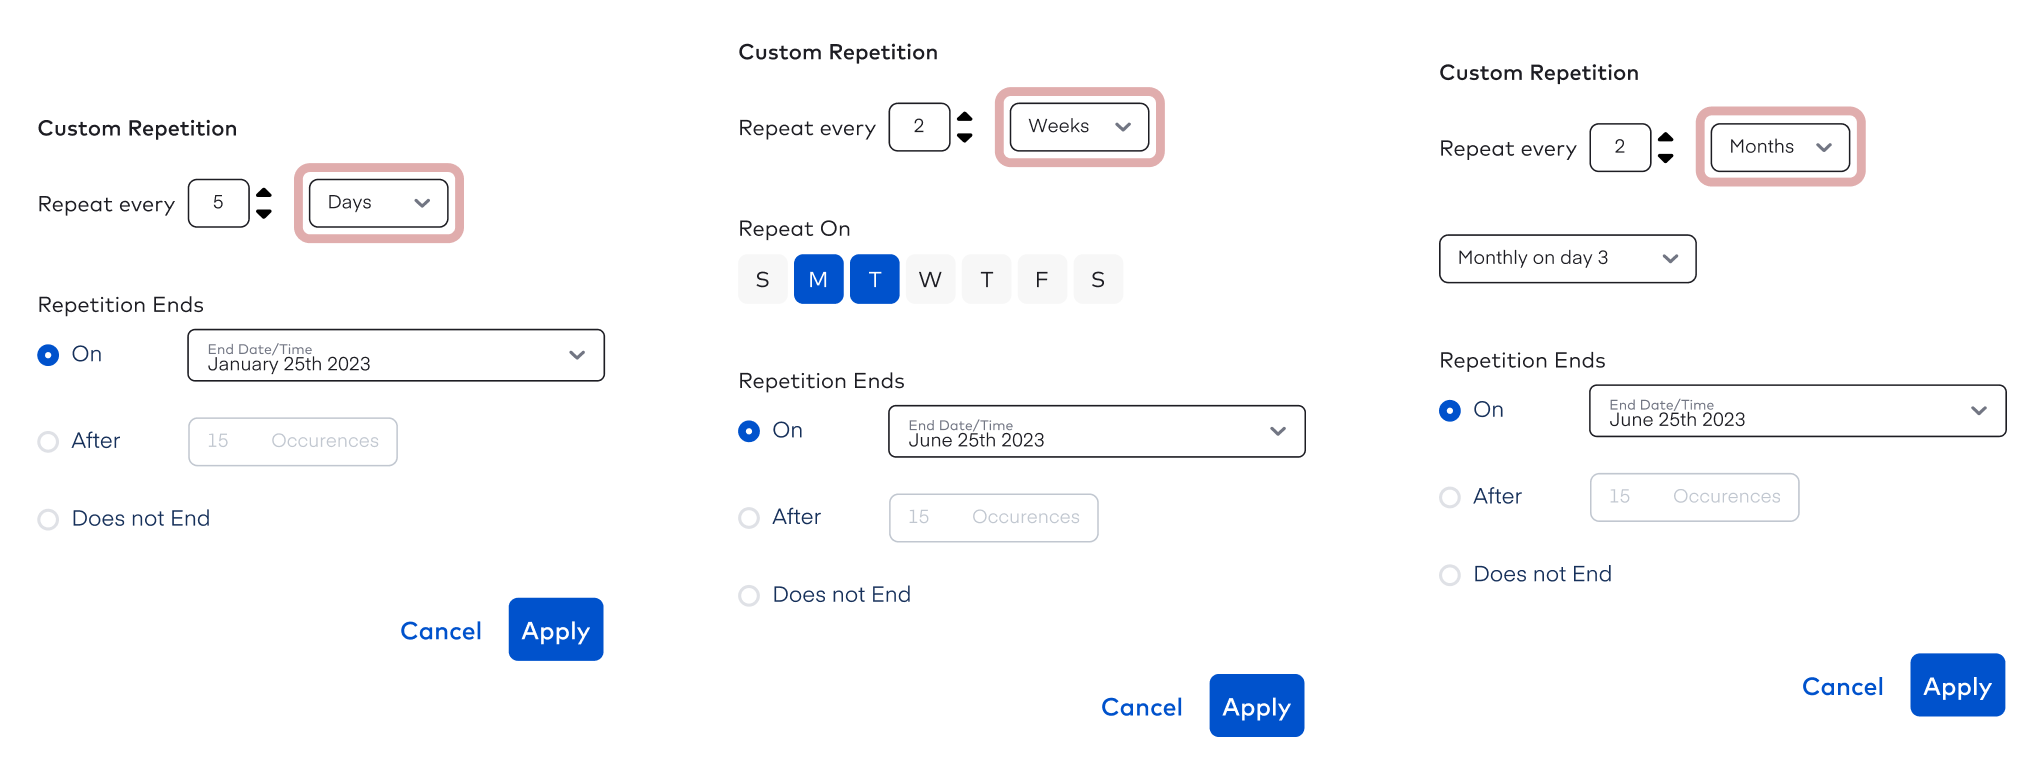 Custom Repetition
Repeat every 5 Days
Repetition Ends
On End Date/Time
January 25th 2023
After 15 Occurences
Does not End
Cancel Apply
Custom Repetition
Repeat every 2 Weeks
Repeat On
S M T W T F S
Repetition Ends
On End Date/Time
June 25th 2023
After 15 Occurences
Does not End
Cancel Apply
Custom Repetition
Repeat every 2 Months
Monthly on day 3
Repetition Ends
On End Date/Time
June 25th 2023
After 15 Occurences
Does not End
Cancel Apply